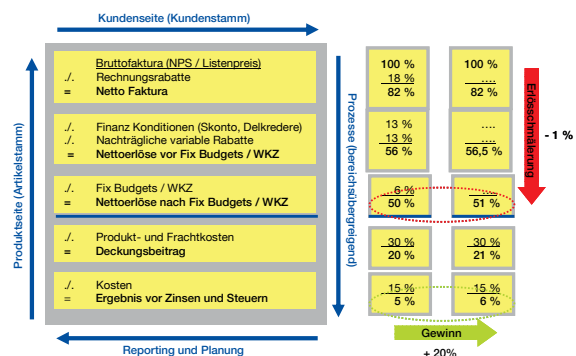 Kundenseite (Kundenstamm)
Produktseite (Artikelstamm)
Bruttofaktura (NPS / Listenpreis)
./. Rechnungsrabatte
= Netto Faktura
./. Finanz Konditionen (Skonto, Delkredere)
./. Nachträgliche variable Rabatte
= Nettoerlöse vor Fix Budgets / WKZ
./. Fix Budgets / WKZ
= Nettoerlöse nach Fix Budgets / WKZ
./. Produkt- und Frachtkosten
= Deckungsbeitrag
./. Kosten
= Ergebnis vor Zinsen und Steuern
Reporting und Planung
Prozesse (bereichsübergreigend)
100 %
18 %
82 %
13 %
13 %
56 %
6 %
50 %
30 %
20 %
15 %
5 %
100 %
....
82 %
....
....
56,5 %
....
51 %
30 %
21 %
15 %
6 %
Erlösschmälerung
- 1 %
Gewinn
+ 20%